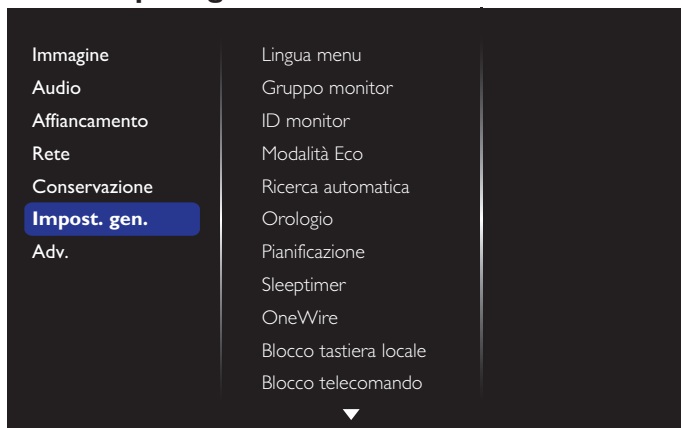 Immagine
Audio
Affiancamento
Rete
Conservazione
Impost. gen.
Adv.
Lingua menu
Gruppo monitor
ID monitor
Modalità Eco
Ricerca automatica
Orologio
Pianificazione
Sleeptimer
OneWire
Blocco tastiera locale
Blocco telecomando